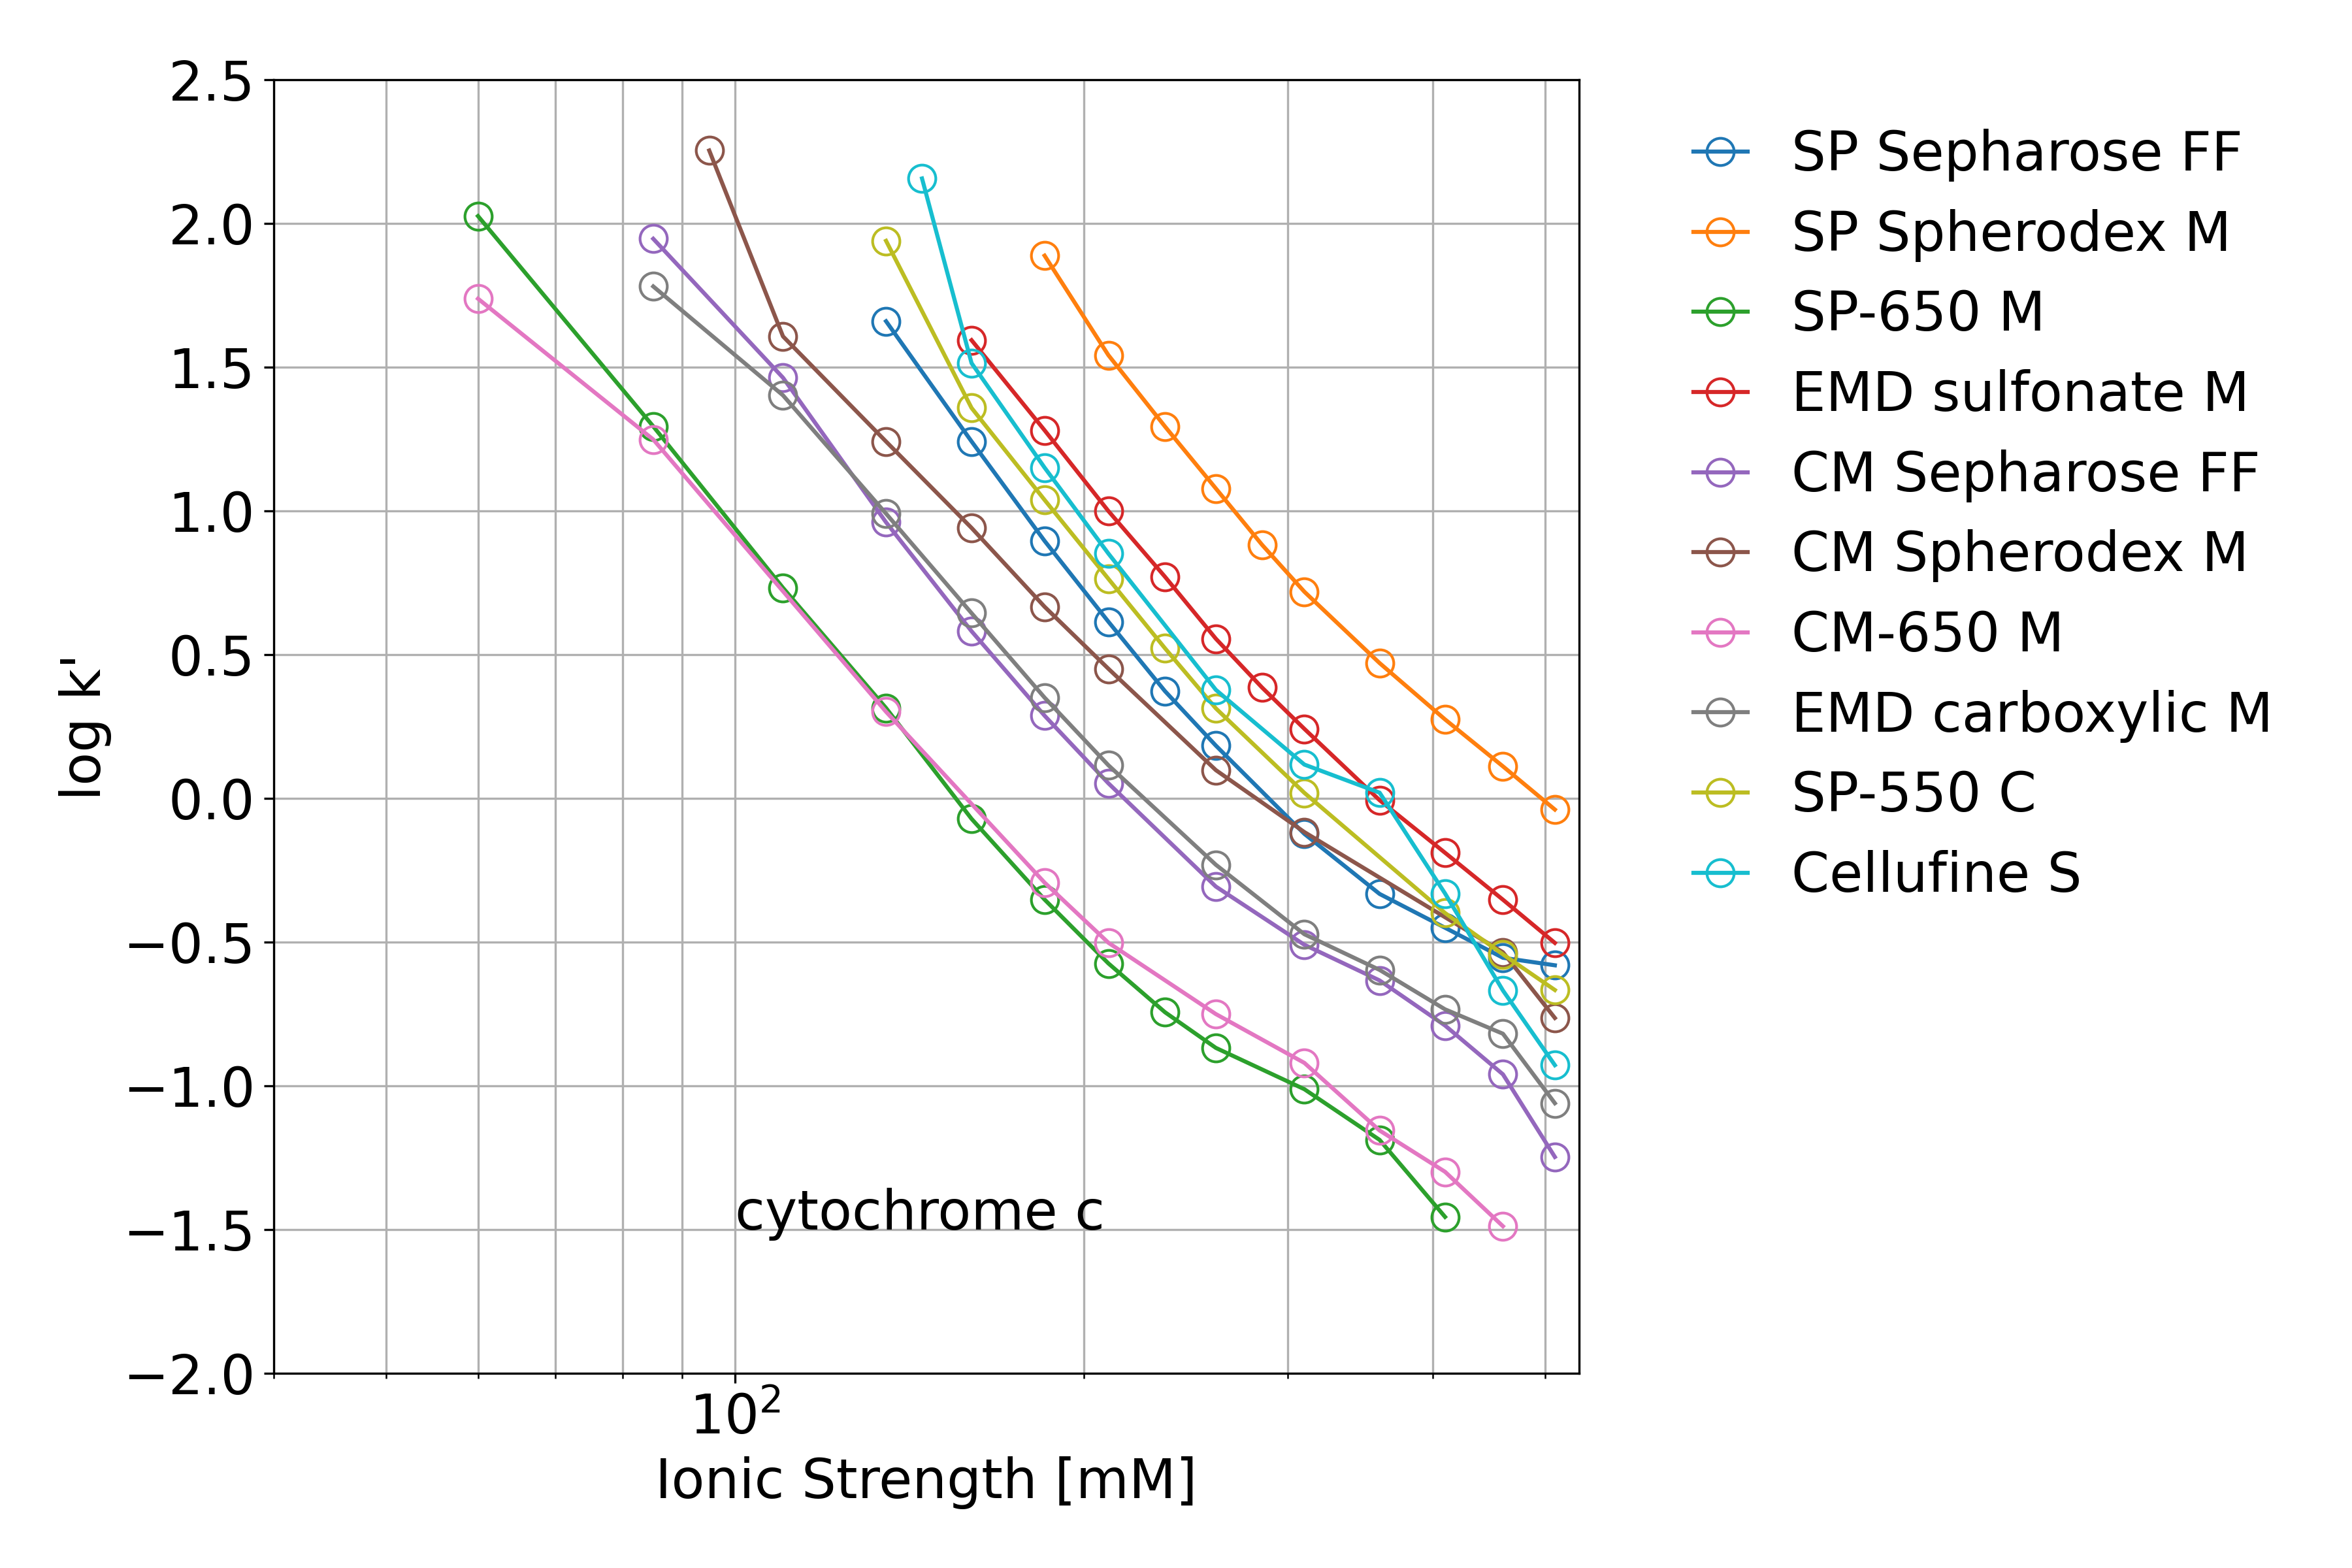 2.5
2.0
1.5
1.0
0.5
0.0
−0.5
−1.0
−1.5
−2.0
log k'
10²
Ionic Strength [mM]
cytochrome c
SP Sepharose FF
SP Spherodex M
SP-650 M
EMD sulfonate M
CM Sepharose FF
CM Spherodex M
CM-650 M
EMD carboxylic M
SP-550 C
Cellufine S